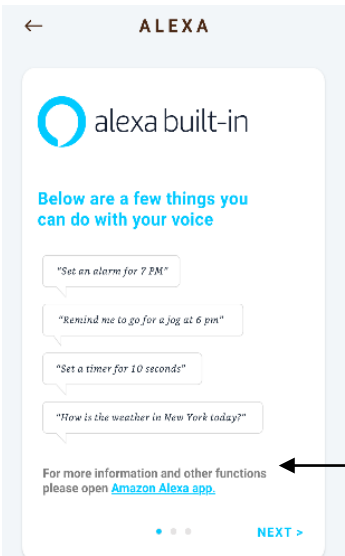 ALEXA
alexa built-in
Below are a few things you
can do with your voice
"Set an alarm for 7 PM"
"Remind me to go for a jog at 6 pm"
"Set a timer for 10 seconds"
"How is the weather in New York today?"
For more information and other functions
please open Amazon Alexa app.
NEXT >